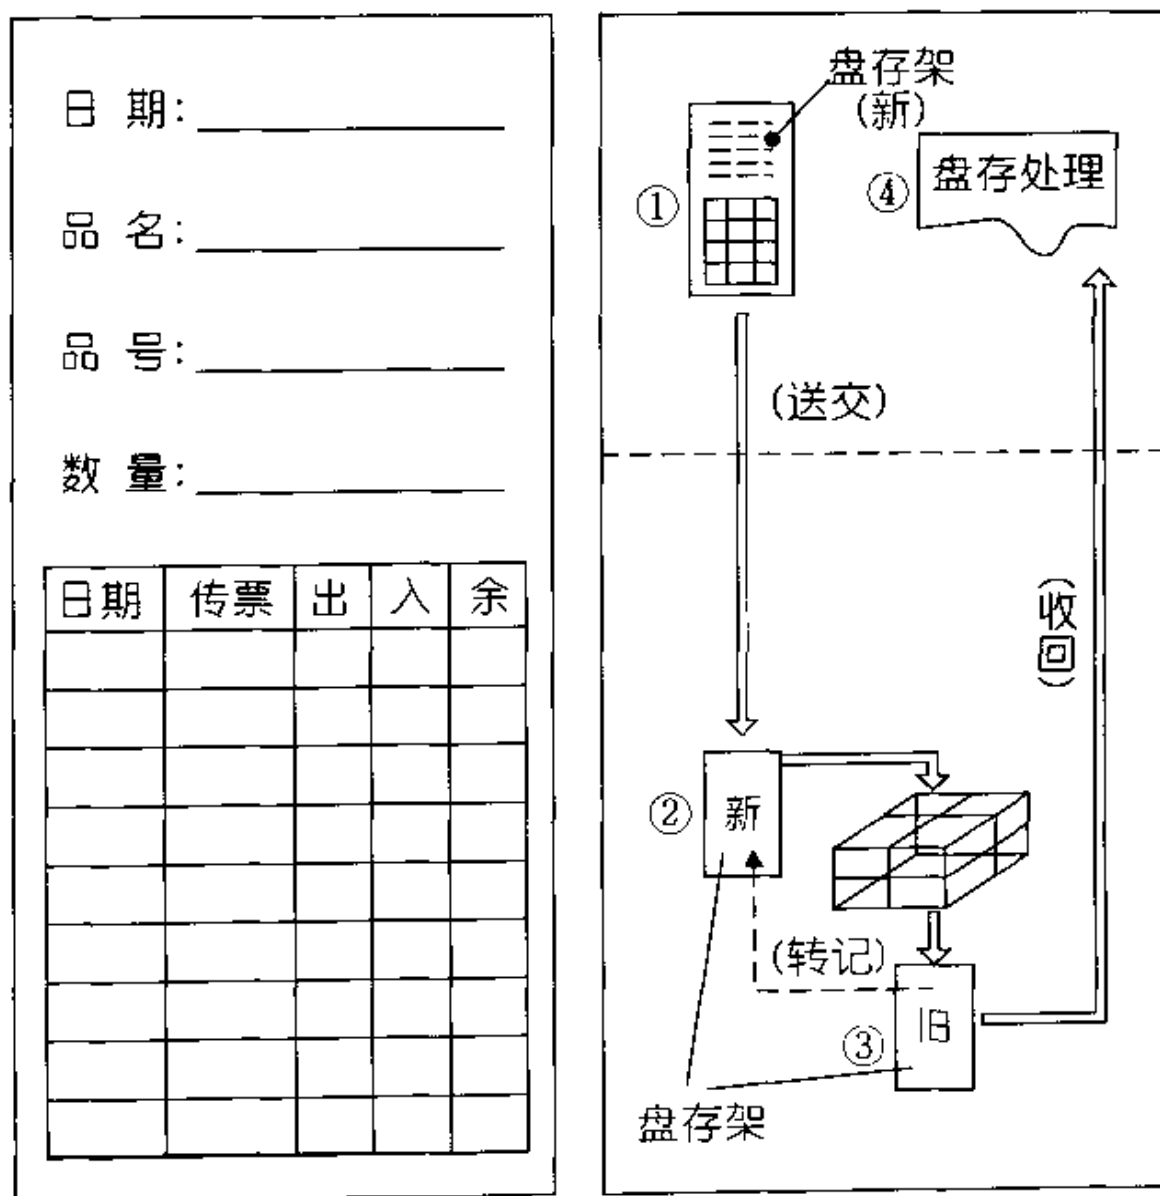 日 期:
品 名:
品 号:
数 量:
日期 传票 出 入 余
盘存架
(新)
①
④ 盘存处理
(送交)
(收回)
② 新
(转记)
③ 旧
盘存架